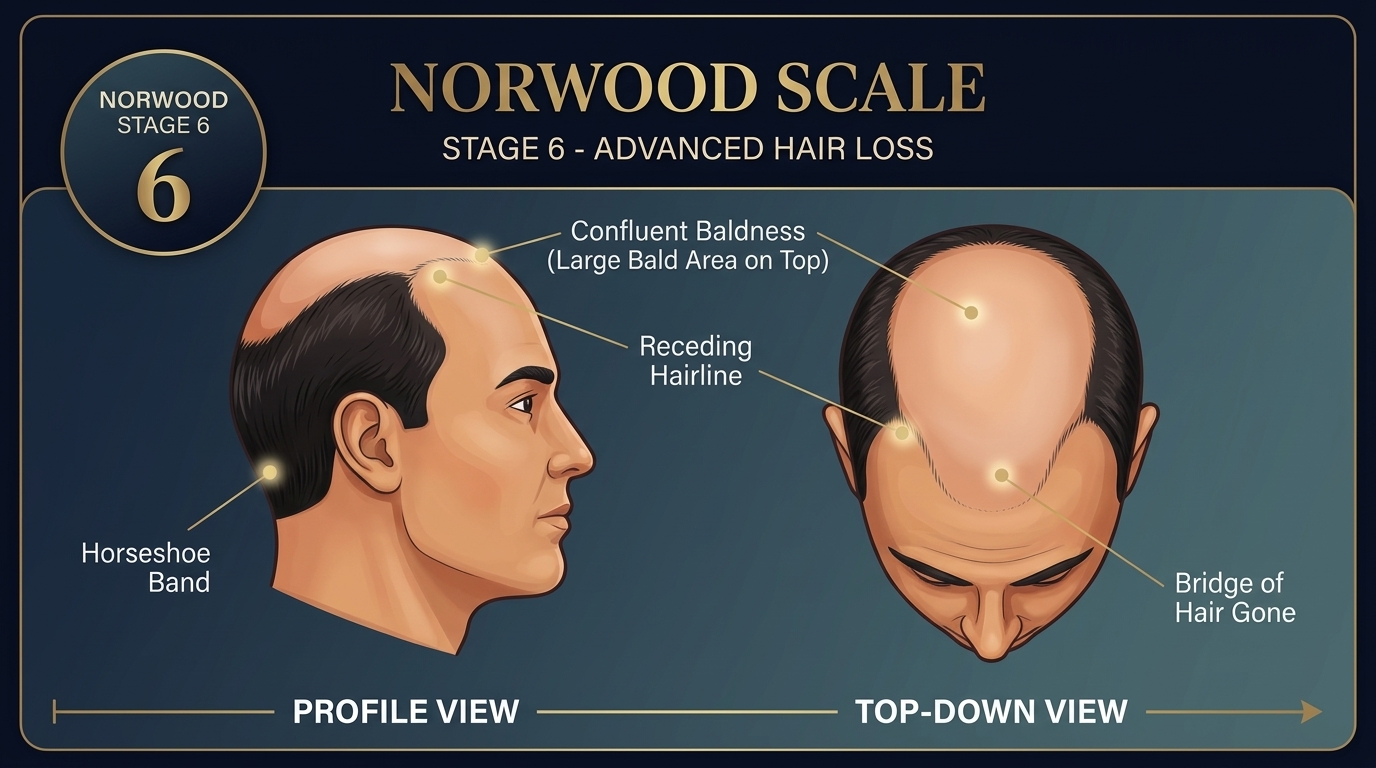 NORWOOD
STAGE 6
6
NORWOOD SCALE
STAGE 6 - ADVANCED HAIR LOSS
Confluent Baldness
(Large Bald Area on Top)
Receding
Hairline
Horseshoe
Band
Bridge of
Hair Gone
PROFILE VIEW
TOP-DOWN VIEW